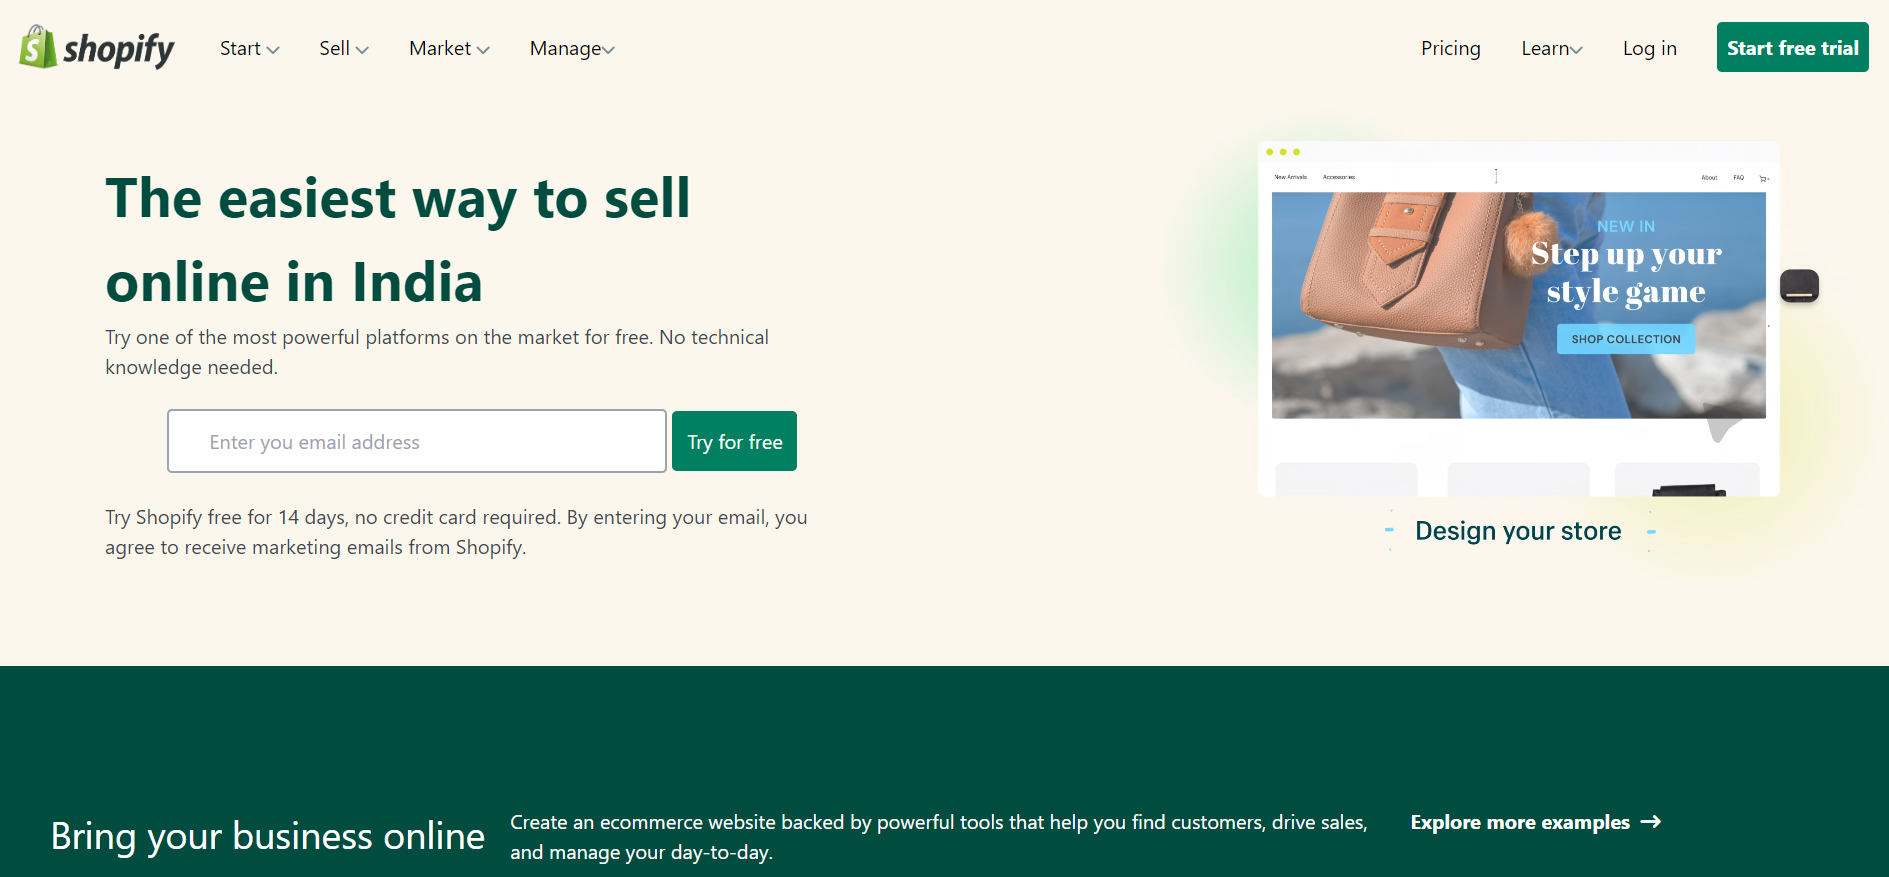 shopify
Start
Sell
Market
Manage
Pricing
Learn
Log in
Start free trial
The easiest way to sell
online in India
Try one of the most powerful platforms on the market for free. No technical
knowledge needed.
Enter you email address
Try for free
Try Shopify free for 14 days, no credit card required. By entering your email, you
agree to receive marketing emails from Shopify.
New Arrivals
Accessories
About
FAQ
NEW IN
Step up your
style game
SHOP COLLECTION
Design your store
Bring your business online
Create an ecommerce website backed by powerful tools that help you find customers, drive sales,
and manage your day-to-day.
Explore more examples →